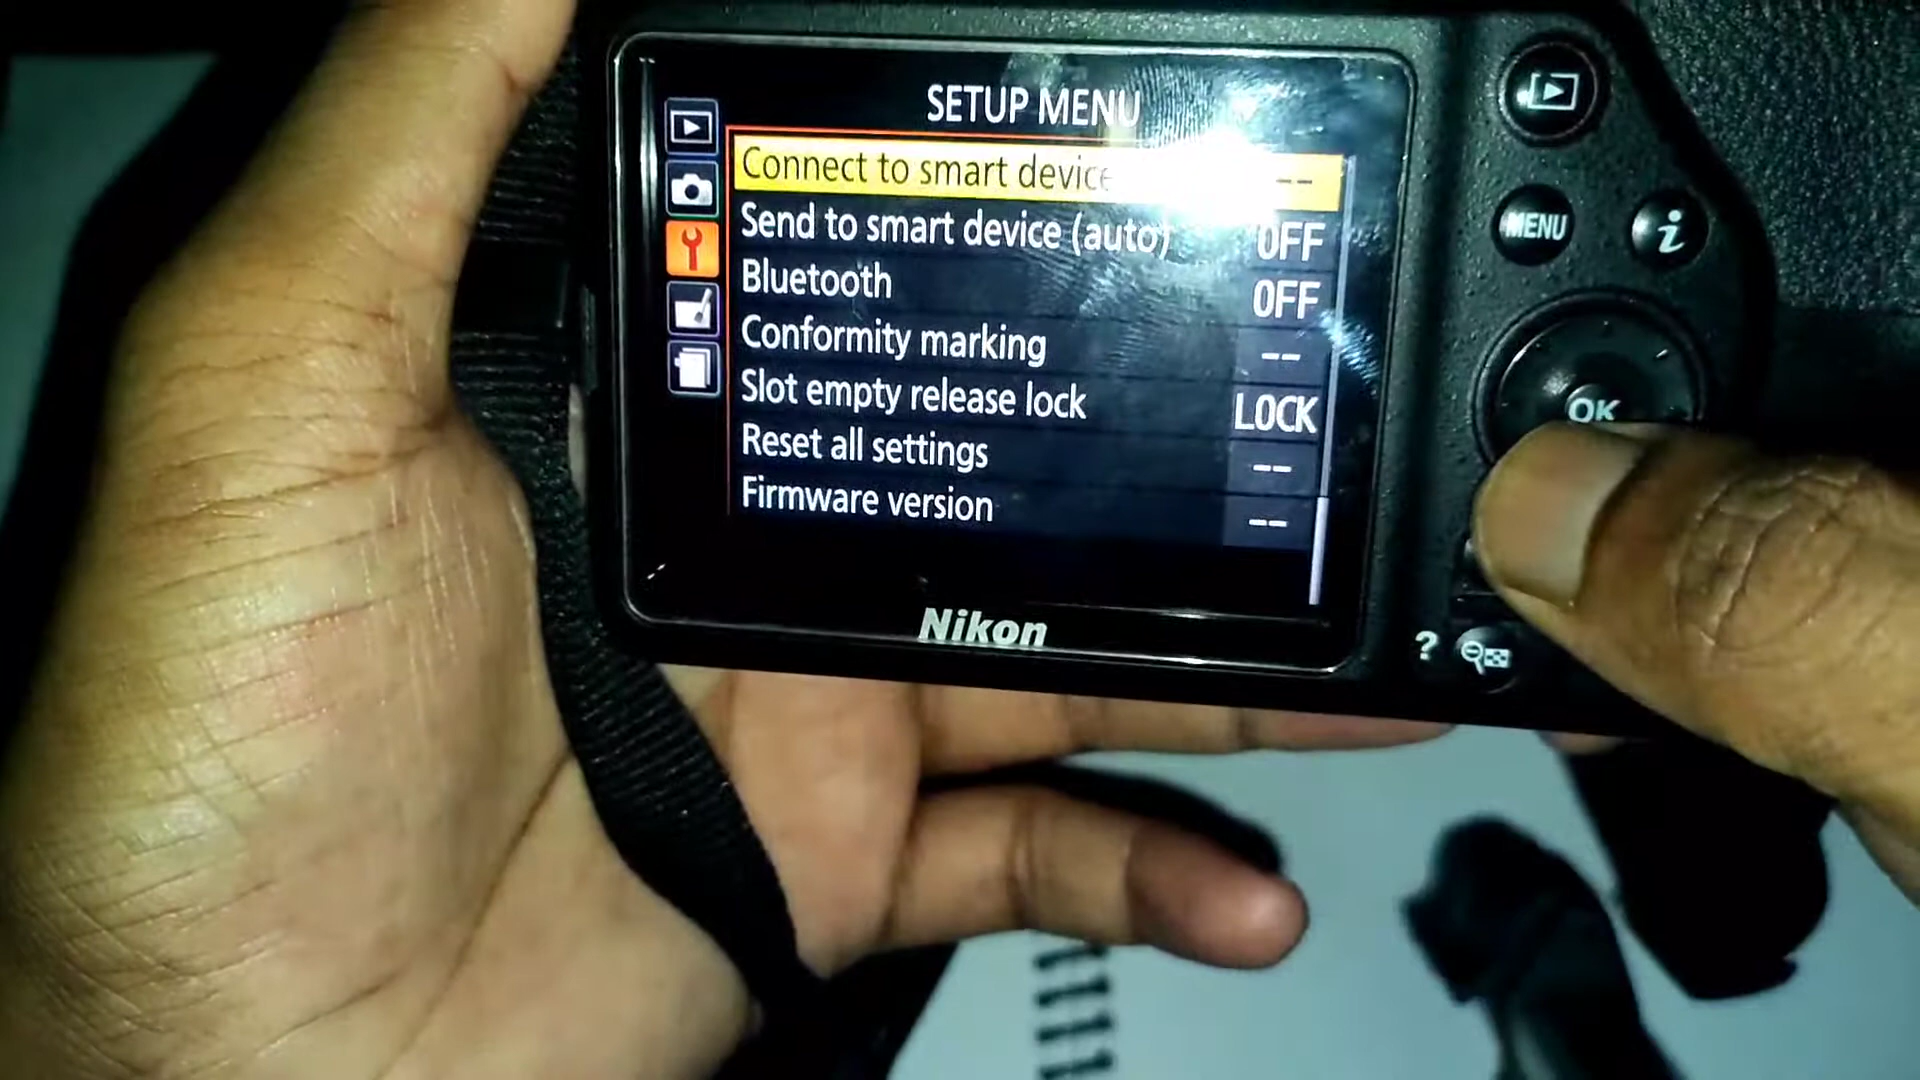 SETUP MENU
Connect to smart device --
Send to smart device (auto) OFF
Bluetooth OFF
Conformity marking --
Slot empty release lock LOCK
Reset all settings --
Firmware version --
Nikon
MENU
i
OK
?